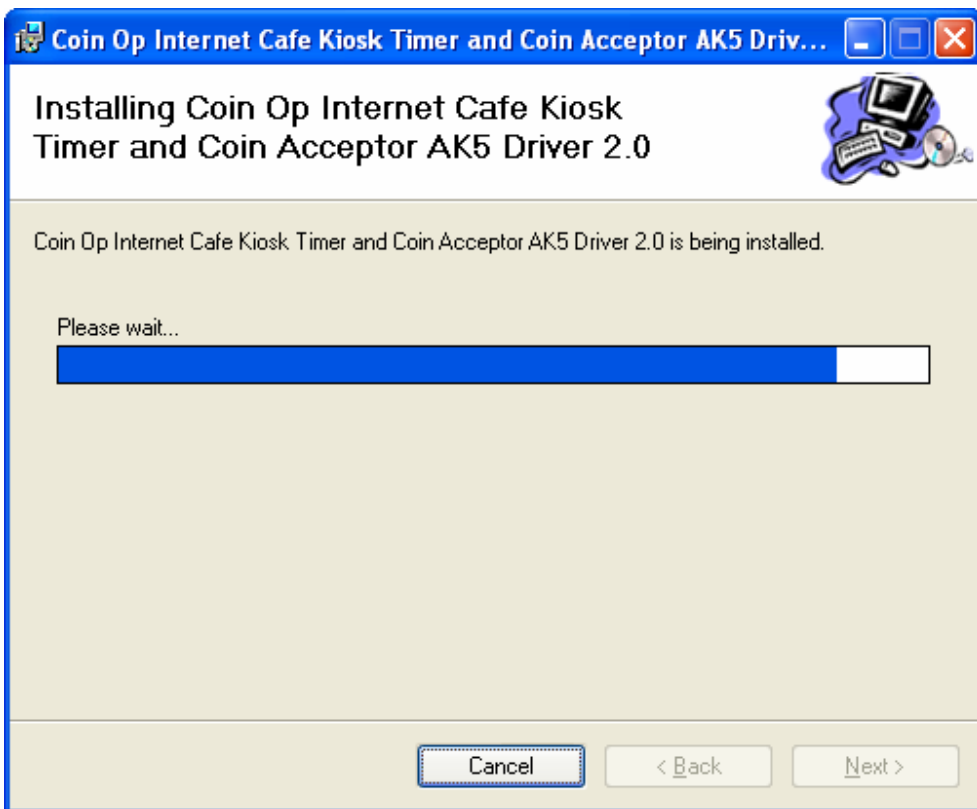 Coin Op Internet Cafe Kiosk Timer and Coin Acceptor AK5 Driv...
Installing Coin Op Internet Cafe Kiosk
Timer and Coin Acceptor AK5 Driver 2.0
Coin Op Internet Cafe Kiosk Timer and Coin Acceptor AK5 Driver 2.0 is being installed.
Please wait...
Cancel
< Back
Next >